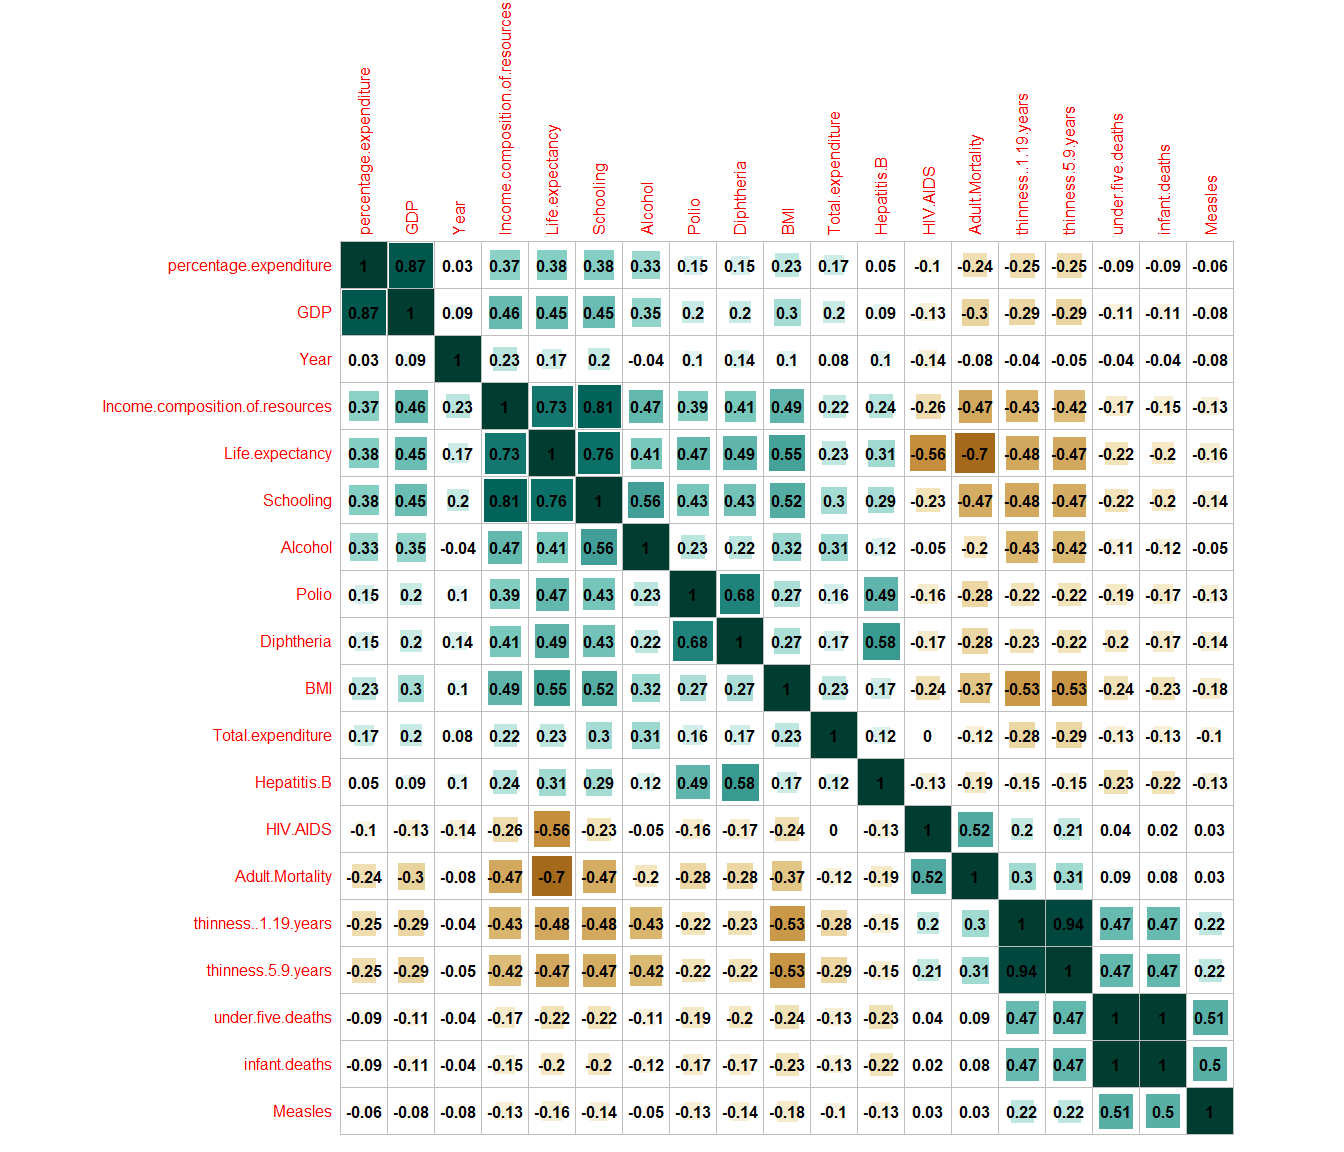 percentage.expenditure GDP Year Income.composition.of.resources Life.expectancy Schooling Alcohol Polio Diphtheria BMI Total.expenditure Hepatitis.B HIV.AIDS Adult.Mortality thinness..1.19.years thinness.5.9.years under.five.deaths infant.deaths Measles
percentage.expenditure 1 0.87 0.03 0.37 0.38 0.38 0.33 0.15 0.15 0.23 0.17 0.05 -0.1 -0.24 -0.25 -0.25 -0.09 -0.09 -0.06
GDP 0.87 1 0.09 0.46 0.45 0.45 0.35 0.2 0.2 0.3 0.2 0.09 -0.13 -0.3 -0.29 -0.29 -0.11 -0.11 -0.08
Year 0.03 0.09 1 0.23 0.17 0.2 -0.04 0.1 0.14 0.1 0.08 0.1 -0.14 -0.08 -0.04 -0.05 -0.04 -0.04 -0.08
Income.composition.of.resources 0.37 0.46 0.23 1 0.73 0.81 0.47 0.39 0.41 0.49 0.22 0.24 -0.26 -0.47 -0.43 -0.42 -0.17 -0.15 -0.13
Life.expectancy 0.38 0.45 0.17 0.73 1 0.76 0.41 0.47 0.49 0.55 0.23 0.31 -0.56 -0.7 -0.48 -0.47 -0.22 -0.2 -0.16
Schooling 0.38 0.45 0.2 0.81 0.76 1 0.56 0.43 0.43 0.52 0.3 0.29 -0.23 -0.47 -0.48 -0.47 -0.22 -0.2 -0.14
Alcohol 0.33 0.35 -0.04 0.47 0.41 0.56 1 0.23 0.22 0.32 0.31 0.12 -0.05 -0.2 -0.43 -0.42 -0.11 -0.12 -0.05
Polio 0.15 0.2 0.1 0.39 0.47 0.43 0.23 1 0.68 0.27 0.16 0.49 -0.16 -0.28 -0.22 -0.22 -0.19 -0.17 -0.13
Diphtheria 0.15 0.2 0.14 0.41 0.49 0.43 0.22 0.68 1 0.27 0.17 0.58 -0.17 -0.28 -0.23 -0.22 -0.2 -0.17 -0.14
BMI 0.23 0.3 0.1 0.49 0.55 0.52 0.32 0.27 0.27 1 0.23 0.17 -0.24 -0.37 -0.53 -0.53 -0.24 -0.23 -0.18
Total.expenditure 0.17 0.2 0.08 0.22 0.23 0.3 0.31 0.16 0.17 0.23 1 0.12 0 -0.12 -0.28 -0.29 -0.13 -0.13 -0.1
Hepatitis.B 0.05 0.09 0.1 0.24 0.31 0.29 0.12 0.49 0.58 0.17 0.12 1 -0.13 -0.19 -0.15 -0.15 -0.23 -0.22 -0.13
HIV.AIDS -0.1 -0.13 -0.14 -0.26 -0.56 -0.23 -0.05 -0.16 -0.17 -0.24 0 -0.13 1 0.52 0.2 0.21 0.04 0.02 0.03
Adult.Mortality -0.24 -0.3 -0.08 -0.47 -0.7 -0.47 -0.2 -0.28 -0.28 -0.37 -0.12 -0.19 0.52 1 0.3 0.31 0.09 0.08 0.03
thinness..1.19.years -0.25 -0.29 -0.04 -0.43 -0.48 -0.48 -0.43 -0.22 -0.23 -0.53 -0.28 -0.15 0.2 0.3 1 0.94 0.47 0.47 0.22
thinness.5.9.years -0.25 -0.29 -0.05 -0.42 -0.47 -0.47 -0.42 -0.22 -0.22 -0.53 -0.29 -0.15 0.21 0.31 0.94 1 0.47 0.47 0.22
under.five.deaths -0.09 -0.11 -0.04 -0.17 -0.22 -0.22 -0.11 -0.19 -0.2 -0.24 -0.13 -0.23 0.04 0.09 0.47 0.47 1 1 0.51
infant.deaths -0.09 -0.11 -0.04 -0.15 -0.2 -0.2 -0.12 -0.17 -0.17 -0.23 -0.13 -0.22 0.02 0.08 0.47 0.47 1 1 0.5
Measles -0.06 -0.08 -0.08 -0.13 -0.16 -0.14 -0.05 -0.13 -0.14 -0.18 -0.1 -0.13 0.03 0.03 0.22 0.22 0.51 0.5 1